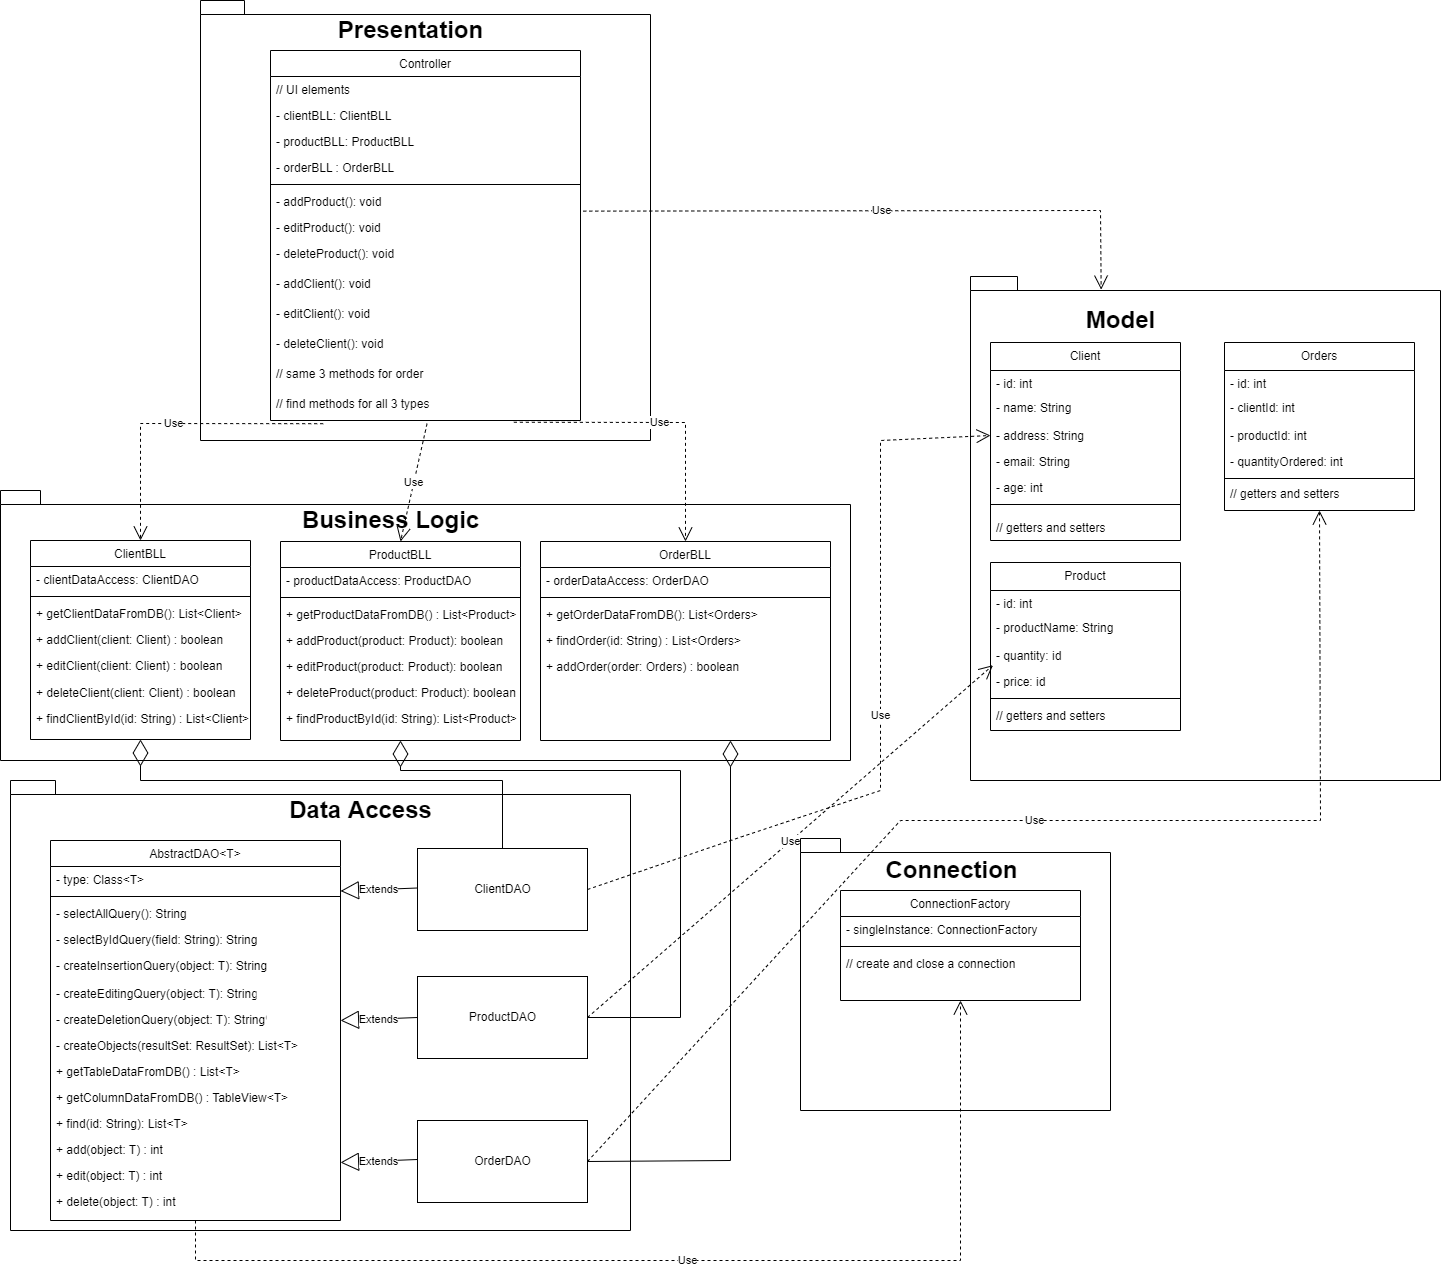 Presentation
Controller
// UI elements
- clientBLL: ClientBLL
- productBLL: ProductBLL
- orderBLL : OrderBLL
- addProduct(): void
- editProduct(): void
- deleteProduct(): void
- addClient(): void
- editClient(): void
- deleteClient(): void
// same 3 methods for order
// find methods for all 3 types
Use
Use
Use
Use
Model
Client
- id: int
- name: String
- address: String
- email: String
- age: int
// getters and setters
Orders
- id: int
- clientId: int
- productId: int
- quantityOrdered: int
// getters and setters
Product
- id: int
- productName: String
- quantity: id
- price: id
// getters and setters
Business Logic
ClientBLL
- clientDataAccess: ClientDAO
+ getClientDataFromDB(): List<Client>
+ addClient(client: Client) : boolean
+ editClient(client: Client) : boolean
+ deleteClient(client: Client) : boolean
+ findClientById(id: String) : List<Client>
ProductBLL
- productDataAccess: ProductDAO
+ getProductDataFromDB() : List<Product>
+ addProduct(product: Product): boolean
+ editProduct(product: Product): boolean
+ deleteProduct(product: Product): boolean
+ findProductById(id: String): List<Product>
OrderBLL
- orderDataAccess: OrderDAO
+ getOrderDataFromDB(): List<Orders>
+ findOrder(id: String) : List<Orders>
+ addOrder(order: Orders) : boolean
Use
Use
Use
Data Access
AbstractDAO<T>
- type: Class<T>
- selectAllQuery(): String
- selectByIdQuery(field: String): String
- createInsertionQuery(object: T): String
- createEditingQuery(object: T): String
- createDeletionQuery(object: T): String
- createObjects(resultSet: ResultSet): List<T>
+ getTableDataFromDB() : List<T>
+ getColumnDataFromDB() : TableView<T>
+ find(id: String): List<T>
+ add(object: T) : int
+ edit(object: T) : int
+ delete(object: T) : int
Extends
ClientDAO
Extends
ProductDAO
Extends
OrderDAO
Connection
ConnectionFactory
- singleInstance: ConnectionFactory
// create and close a connection
Use